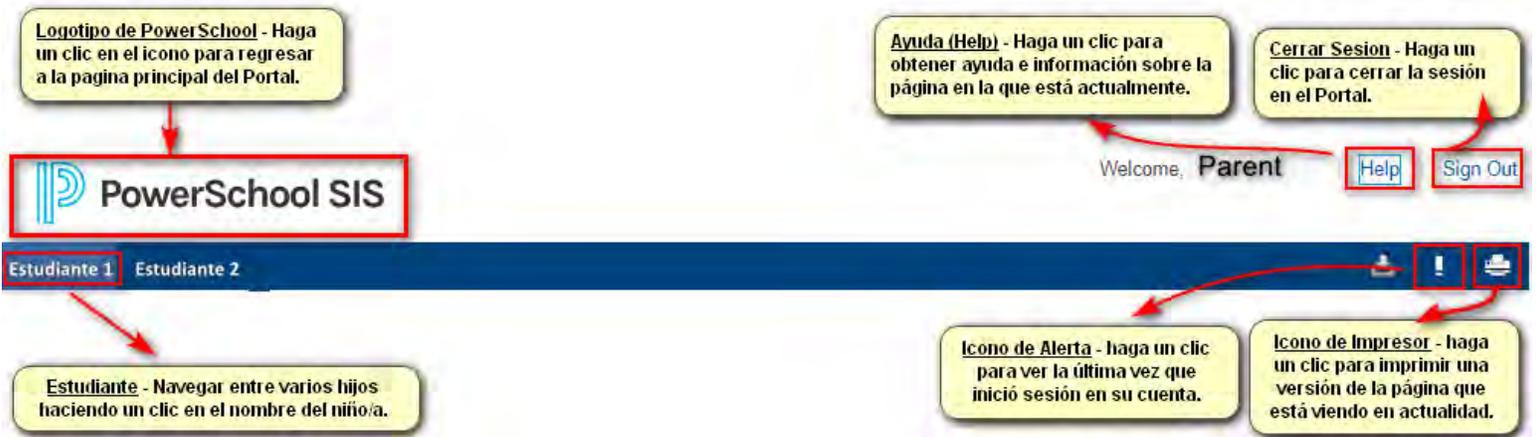 Logotipo de PowerSchool - Haga
un clic en el icono para regresar
a la pagina principal del Portal.
Ayuda (Help) - Haga un clic para
obtener ayuda e información sobre la
página en la que está actualmente.
Cerrar Sesion - Haga un
clic para cerrar la sesión
en el Portal.
PowerSchool SIS
Welcome, Parent
Help
Sign Out
Estudiante 1
Estudiante 2
Estudiante - Navegar entre varios hijos
haciendo un clic en el nombre del niño/a.
Icono de Alerta - haga un clic
para ver la última vez que
inició sesión en su cuenta.
Icono de Impresor - haga
un clic para imprimir una
versión de la página que
está viendo en actualidad.